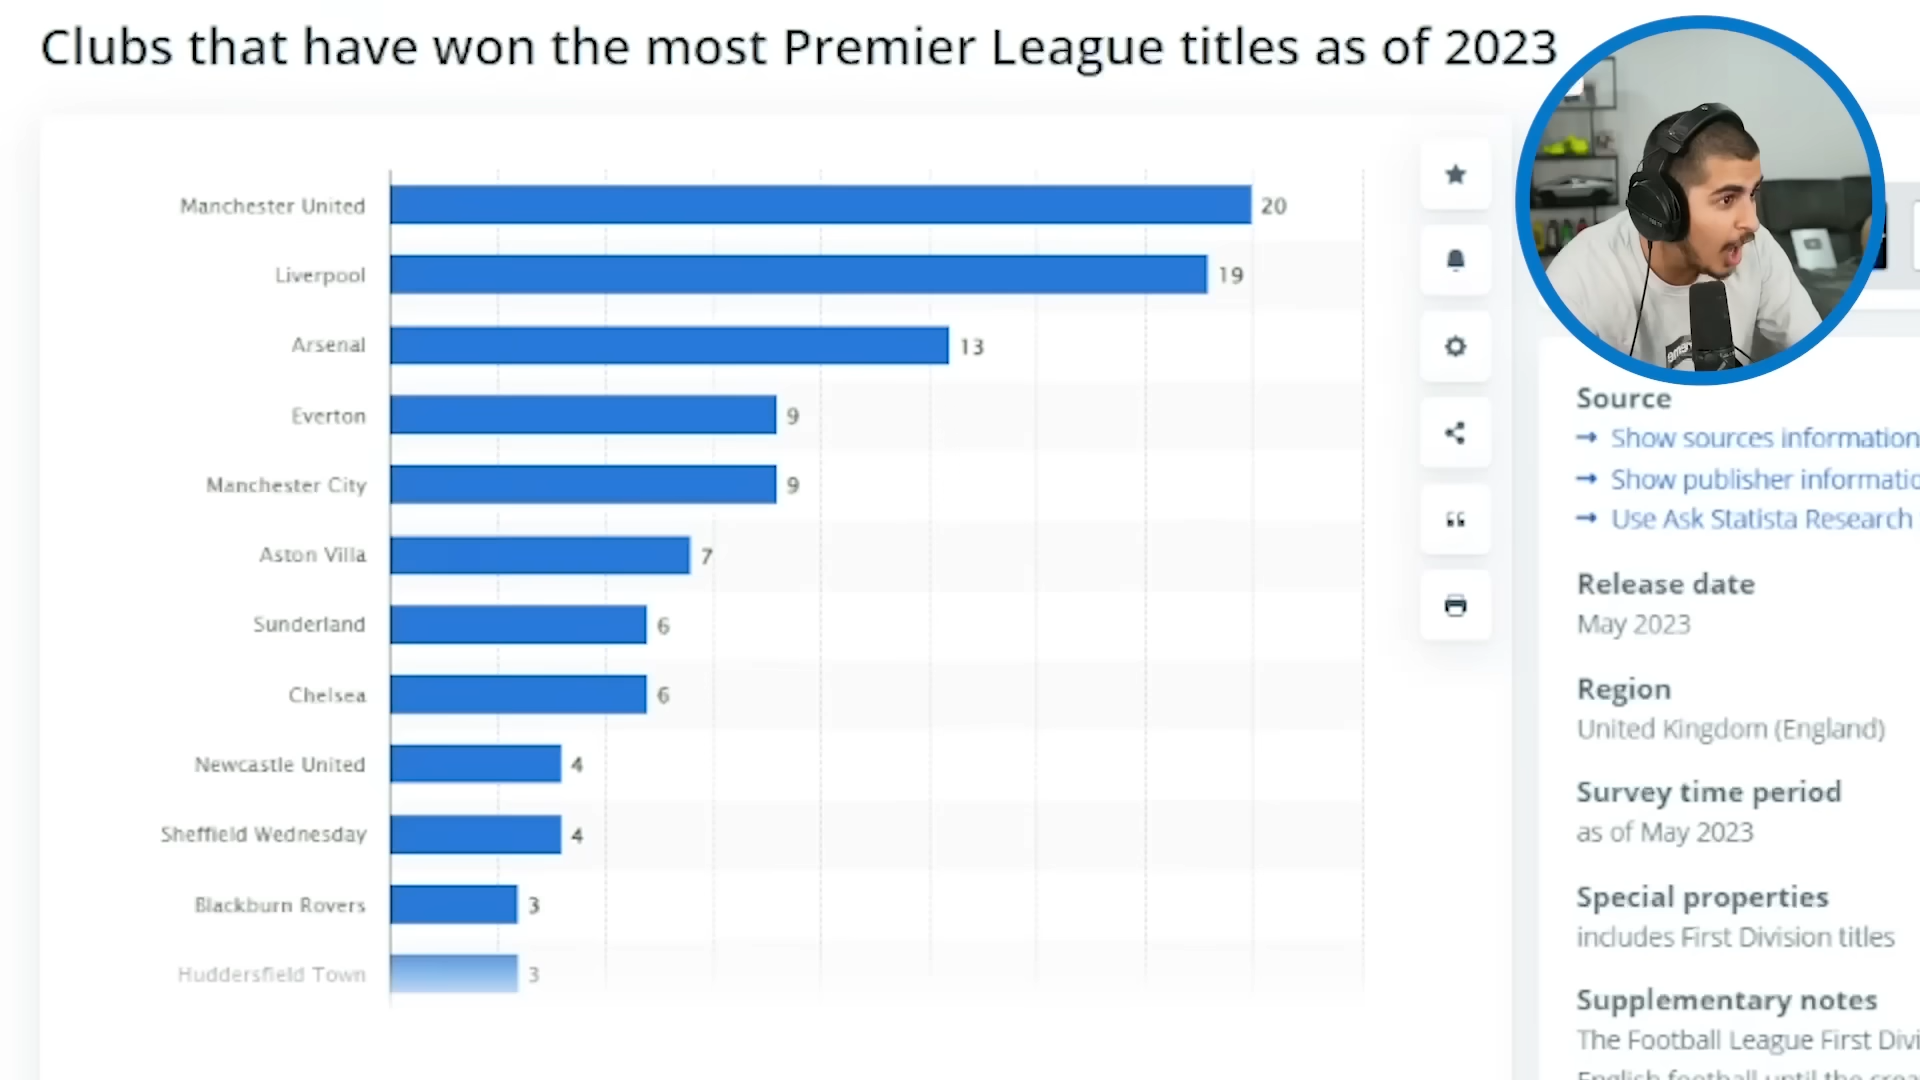 Clubs that have won the most Premier League titles as of 2023
Manchester United 20
Liverpool 19
Arsenal 13
Everton 9
Manchester City 9
Aston Villa 7
Sunderland 6
Chelsea 6
Newcastle United 4
Sheffield Wednesday 4
Blackburn Rovers 3
Huddersfield Town 3
Source
→ Show sources information
→ Show publisher informatio
→ Use Ask Statista Research
Release date
May 2023
Region
United Kingdom (England)
Survey time period
as of May 2023
Special properties
includes First Division titles
Supplementary notes
The Football League First Divi